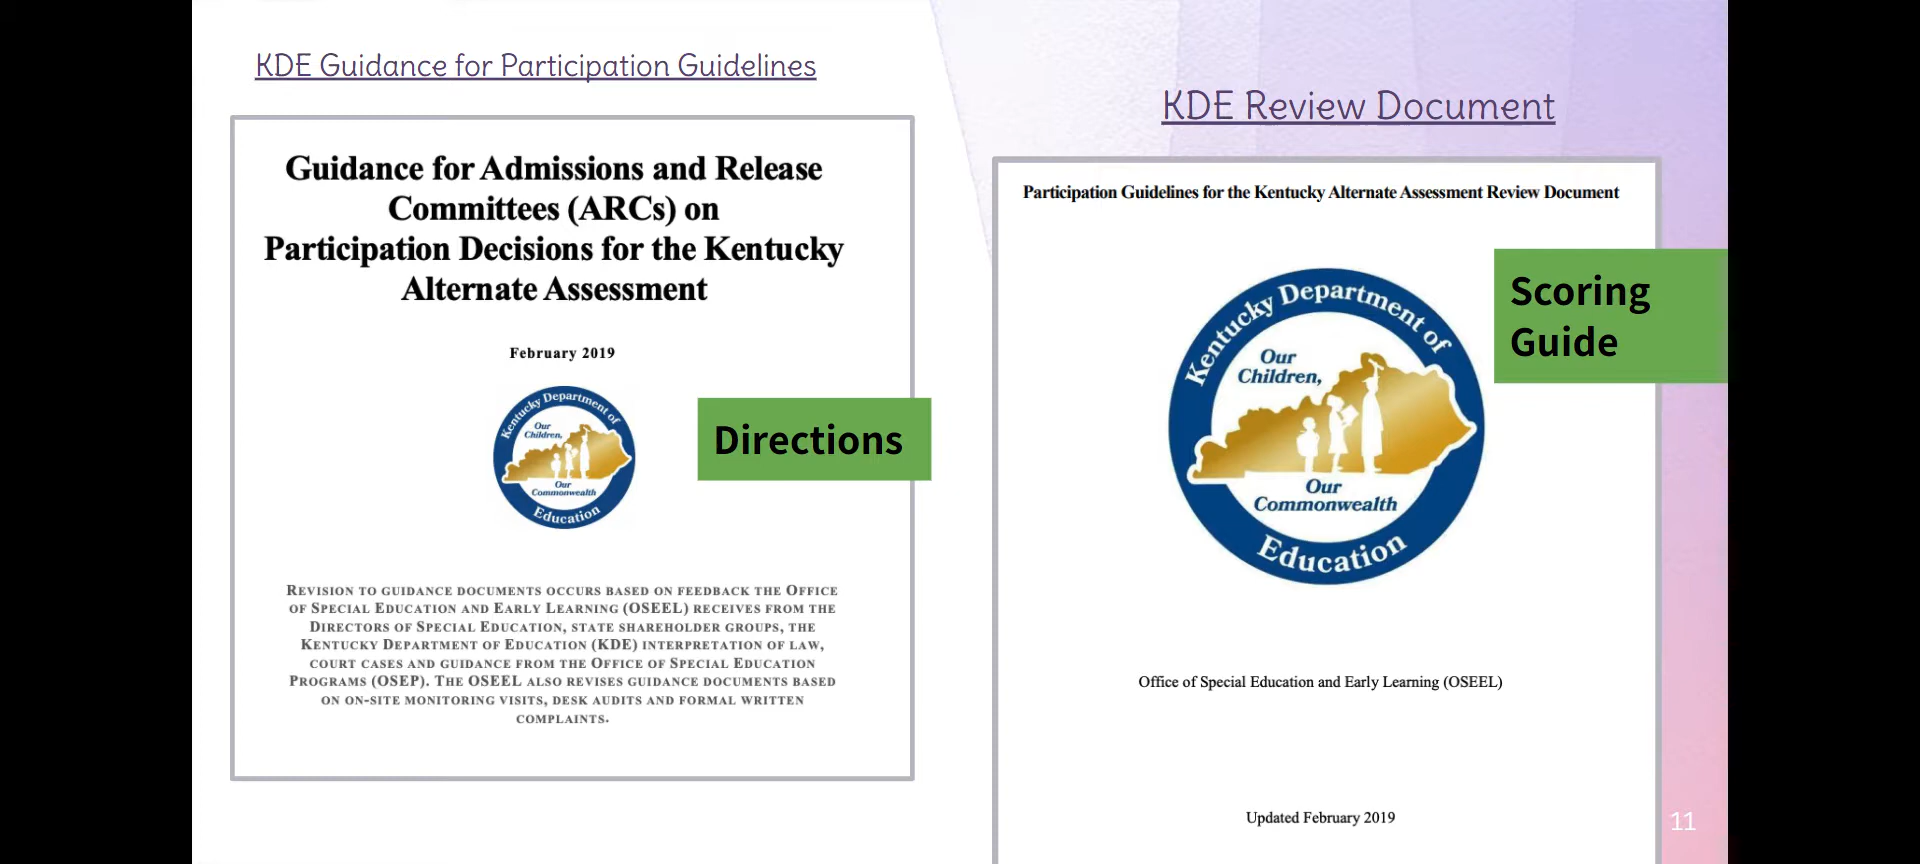 KDE Guidance for Participation Guidelines
Guidance for Admissions and Release
Committees (ARCs) on
Participation Decisions for the Kentucky
Alternate Assessment
February 2019
Kentucky Department of
Our
Children,
Our
Commonwealth
Education
Directions
REVISION TO GUIDANCE DOCUMENTS OCCURS BASED ON FEEDBACK THE OFFICE
OF SPECIAL EDUCATION AND EARLY LEARNING (OSEEL) RECEIVES FROM THE
DIRECTORS OF SPECIAL EDUCATION, STATE SHAREHOLDER GROUPS, THE
KENTUCKY DEPARTMENT OF EDUCATION (KDE) INTERPRETATION OF LAW,
COURT CASES AND GUIDANCE FROM THE OFFICE OF SPECIAL EDUCATION
PROGRAMS (OSEP). THE OSEEL ALSO REVISES GUIDANCE DOCUMENTS BASED
ON ON-SITE MONITORING VISITS, DESK AUDITS AND FORMAL WRITTEN
COMPLAINTS.
KDE Review Document
Participation Guidelines for the Kentucky Alternate Assessment Review Document
Scoring
Guide
Kentucky Department of
Our
Children,
Our
Commonwealth
Education
Office of Special Education and Early Learning (OSEEL)
Updated February 2019
11